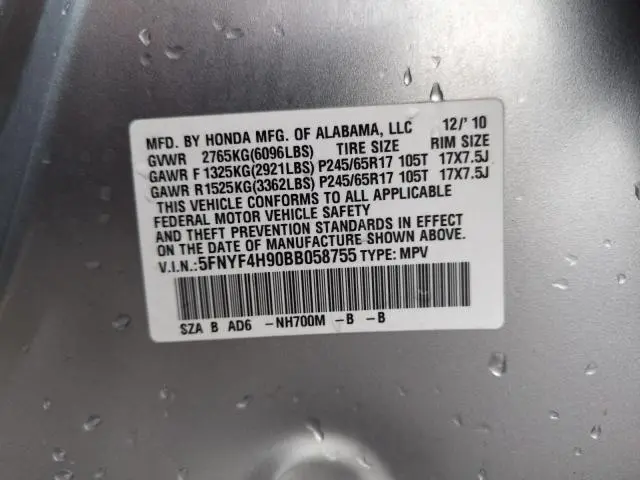 MFD. BY HONDA MFG. OF ALABAMA, LLC 12/'10
GVWR 2765KG(6096LBS) TIRE SIZE RIM SIZE
GAWR F 1325KG(2921LBS) P245/65R17 105T 17X7.5J
GAWR R1525KG(3362LBS) P245/65R17 105T 17X7.5J
THIS VEHICLE CONFORMS TO ALL APPLICABLE
FEDERAL MOTOR VEHICLE SAFETY
AND THEFT PREVENTION STANDARDS IN EFFECT
ON THE DATE OF MANUFACTURE SHOWN ABOVE.
V.I.N.:5FNYF4H90BB058755 TYPE: MPV
SZA B AD6 -NH700M -B -B